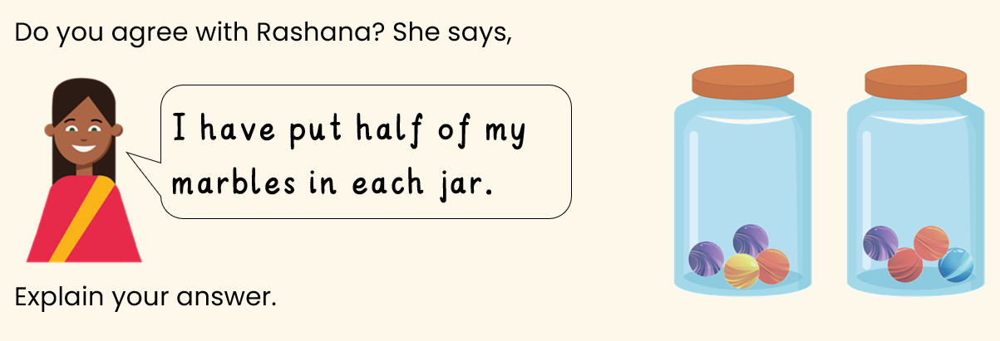 Do you agree with Rashana? She says,
I have put half of my
marbles in each jar.
Explain your answer.